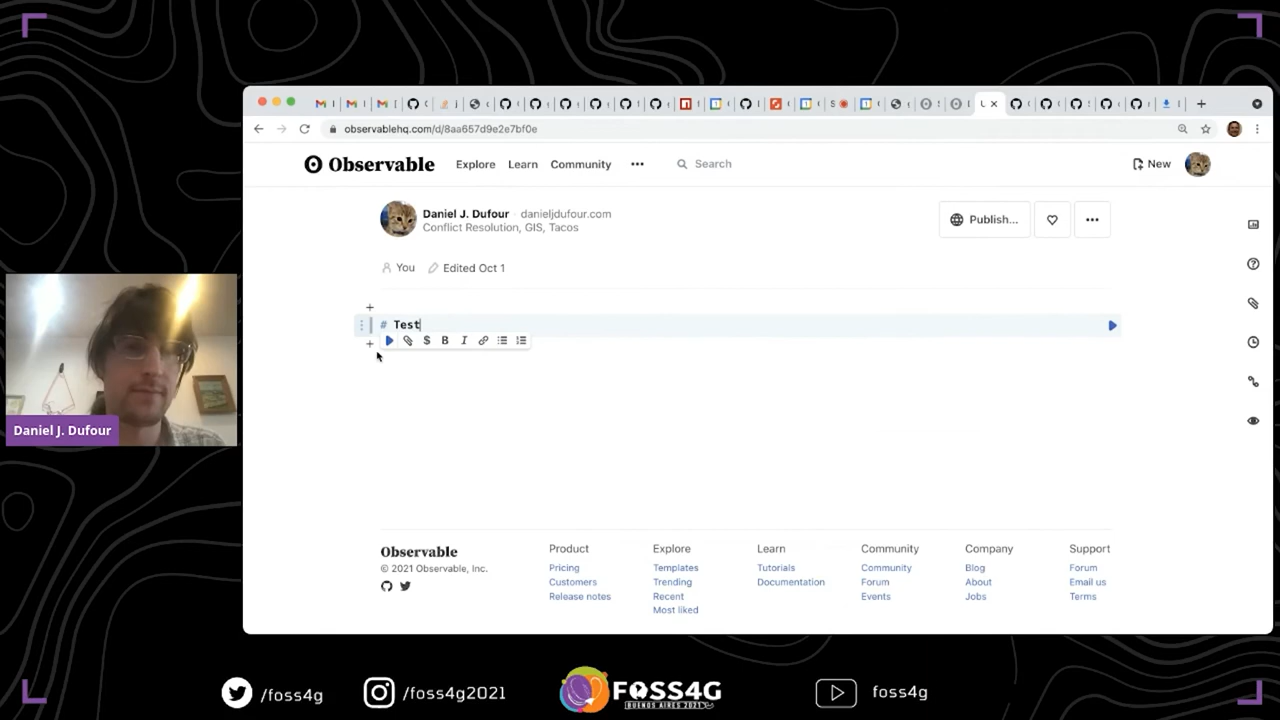 observablehq.com/d/8aa657d9e2e7bf0e
Observable
Explore
Learn
Community
Search
New
Daniel J. Dufour · danieljdufour.com
Conflict Resolution, GIS, Tacos
Publish...
You
Edited Oct 1
# Test
$ B I
Daniel J. Dufour
Observable
© 2021 Observable, Inc.
Product
Pricing
Customers
Release notes
Explore
Templates
Trending
Recent
Most liked
Learn
Tutorials
Documentation
Community
Community
Forum
Events
Company
Blog
About
Jobs
Support
Forum
Email us
Terms
/foss4g
/foss4g2021
FOSS4G
BUENOS AIRES 2021
foss4g